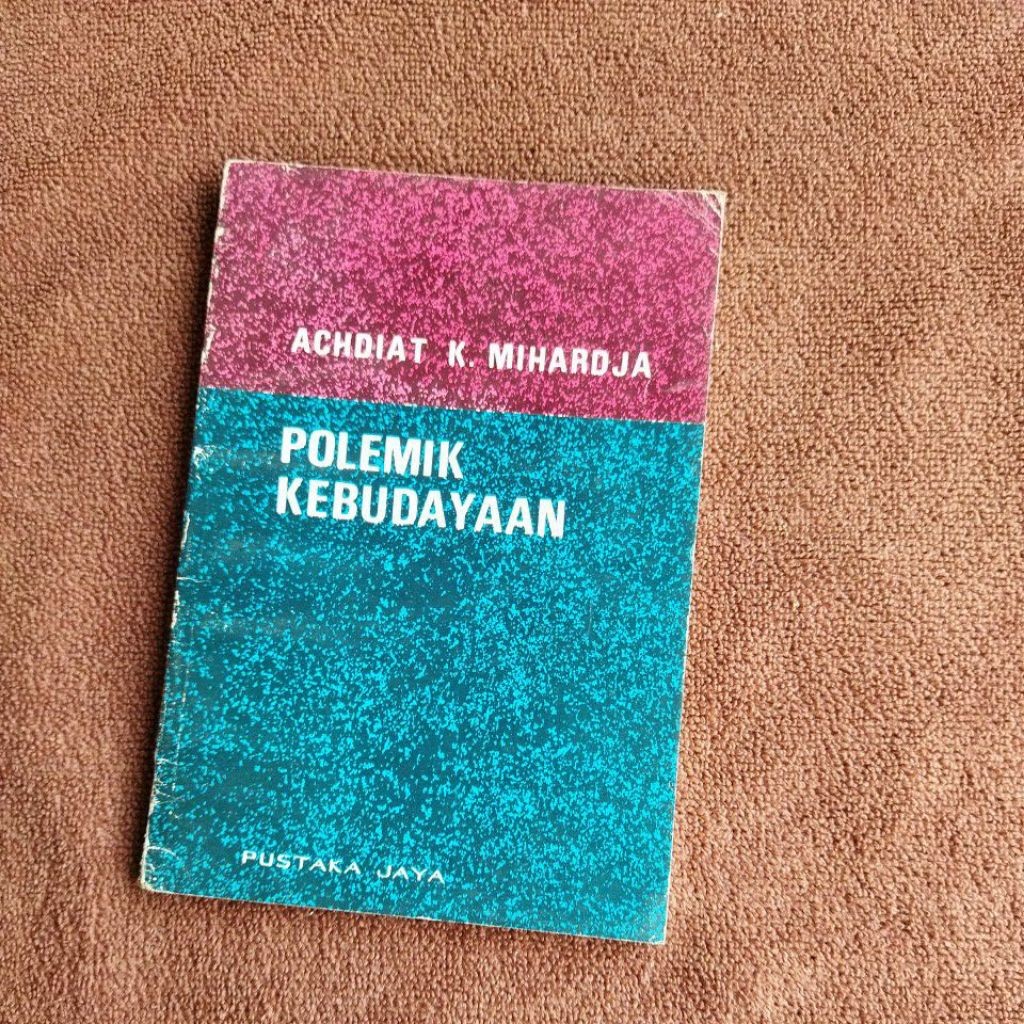 ACHDIAT K. MIHARDJA
POLEMIK
KEBUDAYAAN
PUSTAKA JAYA